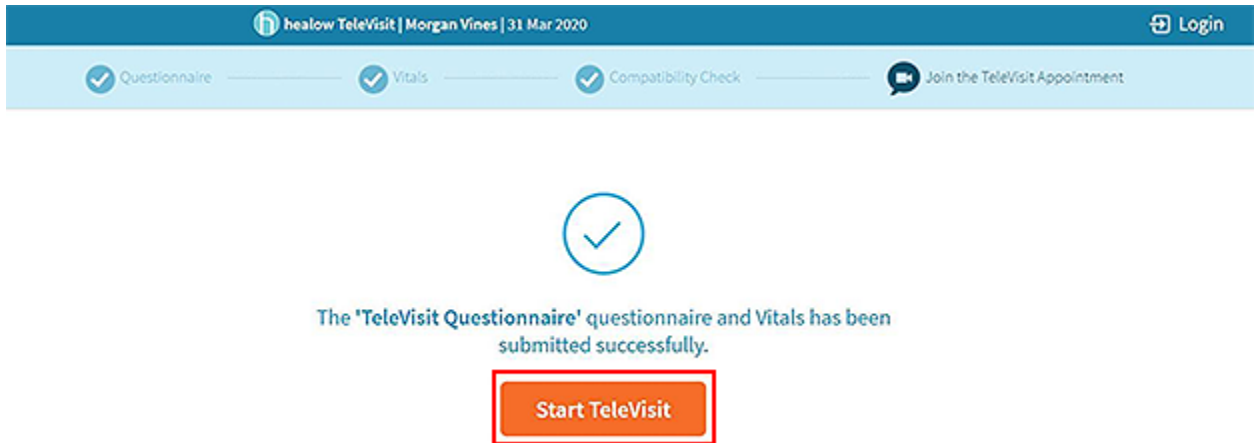 healow TeleVisit | Morgan Vines | 31 Mar 2020
Login
Questionnaire
Vitals
Compatibility Check
Join the TeleVisit Appointment
The 'TeleVisit Questionnaire' questionnaire and Vitals has been
submitted successfully.
Start TeleVisit